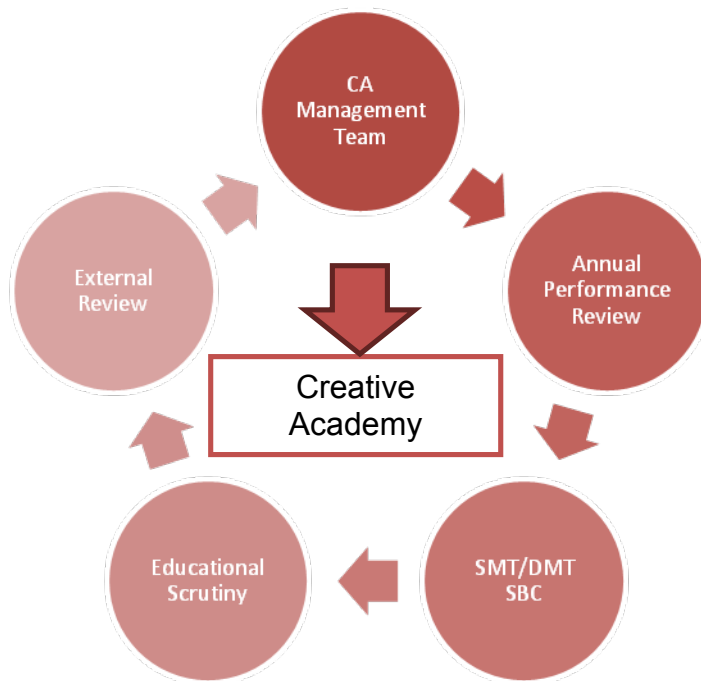 CA
Management
Team
External
Review
Annual
Performance
Review
Creative
Academy
Educational
Scrutiny
SMT/DMT
SBC